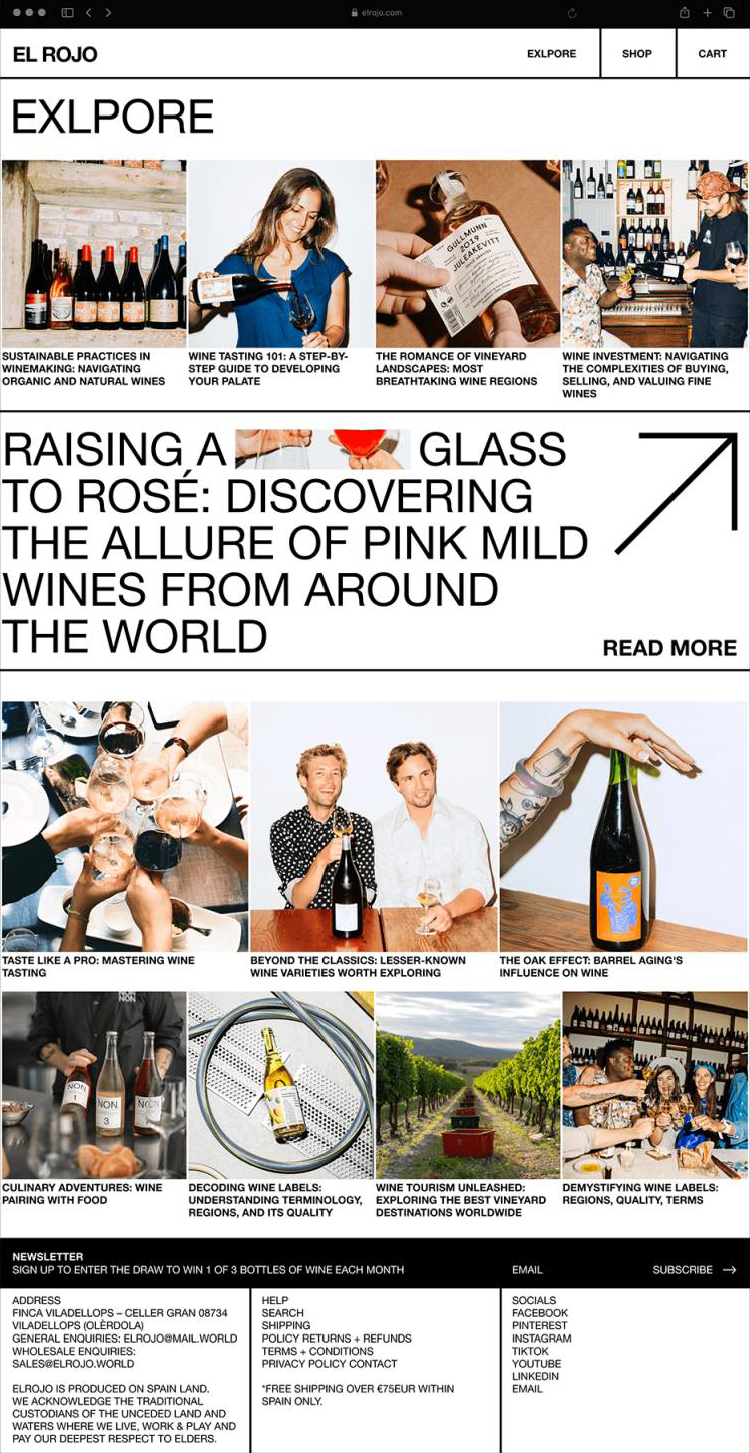 elrojo.com
EL ROJO
EXLPORE
SHOP
CART
EXLPORE
GULLMUNN
2019
JULEAKEVITT
SUSTAINABLE PRACTICES IN
WINEMAKING: NAVIGATING
ORGANIC AND NATURAL WINES
WINE TASTING 101: A STEP-BY-
STEP GUIDE TO DEVELOPING
YOUR PALATE
THE ROMANCE OF VINEYARD
LANDSCAPES: MOST
BREATHTAKING WINE REGIONS
WINE INVESTMENT: NAVIGATING
THE COMPLEXITIES OF BUYING,
SELLING, AND VALUING FINE
WINES
RAISING A GLASS
TO ROSÉ: DISCOVERING
THE ALLURE OF PINK MILD
WINES FROM AROUND
THE WORLD
READ MORE
TASTE LIKE A PRO: MASTERING WINE
TASTING
BEYOND THE CLASSICS: LESSER-KNOWN
WINE VARIETIES WORTH EXPLORING
THE OAK EFFECT: BARREL AGING'S
INFLUENCE ON WINE
NON
NON
1
NON
3
NON
CULINARY ADVENTURES: WINE
PAIRING WITH FOOD
DECODING WINE LABELS:
UNDERSTANDING TERMINOLOGY,
REGIONS, AND ITS QUALITY
WINE TOURISM UNLEASHED:
EXPLORING THE BEST VINEYARD
DESTINATIONS WORLDWIDE
DEMYSTIFYING WINE LABELS:
REGIONS, QUALITY, TERMS
NEWSLETTER
SIGN UP TO ENTER THE DRAW TO WIN 1 OF 3 BOTTLES OF WINE EACH MONTH
EMAIL
SUBSCRIBE →
ADDRESS
FINCA VILADELLOPS – CELLER GRAN 08734
VILADELLOPS (OLÈRDOLA)
GENERAL ENQUIRIES: ELROJO@MAIL.WORLD
WHOLESALE ENQUIRIES:
SALES@ELROJO.WORLD
ELROJO IS PRODUCED ON SPAIN LAND.
WE ACKNOWLEDGE THE TRADITIONAL
CUSTODIANS OF THE UNCEDED LAND AND
WATERS WHERE WE LIVE, WORK & PLAY AND
PAY OUR DEEPEST RESPECT TO ELDERS.
HELP
SEARCH
SHIPPING
POLICY RETURNS + REFUNDS
TERMS + CONDITIONS
PRIVACY POLICY CONTACT
*FREE SHIPPING OVER €75EUR WITHIN
SPAIN ONLY.
SOCIALS
FACEBOOK
PINTEREST
INSTAGRAM
TIKTOK
YOUTUBE
LINKEDIN
EMAIL